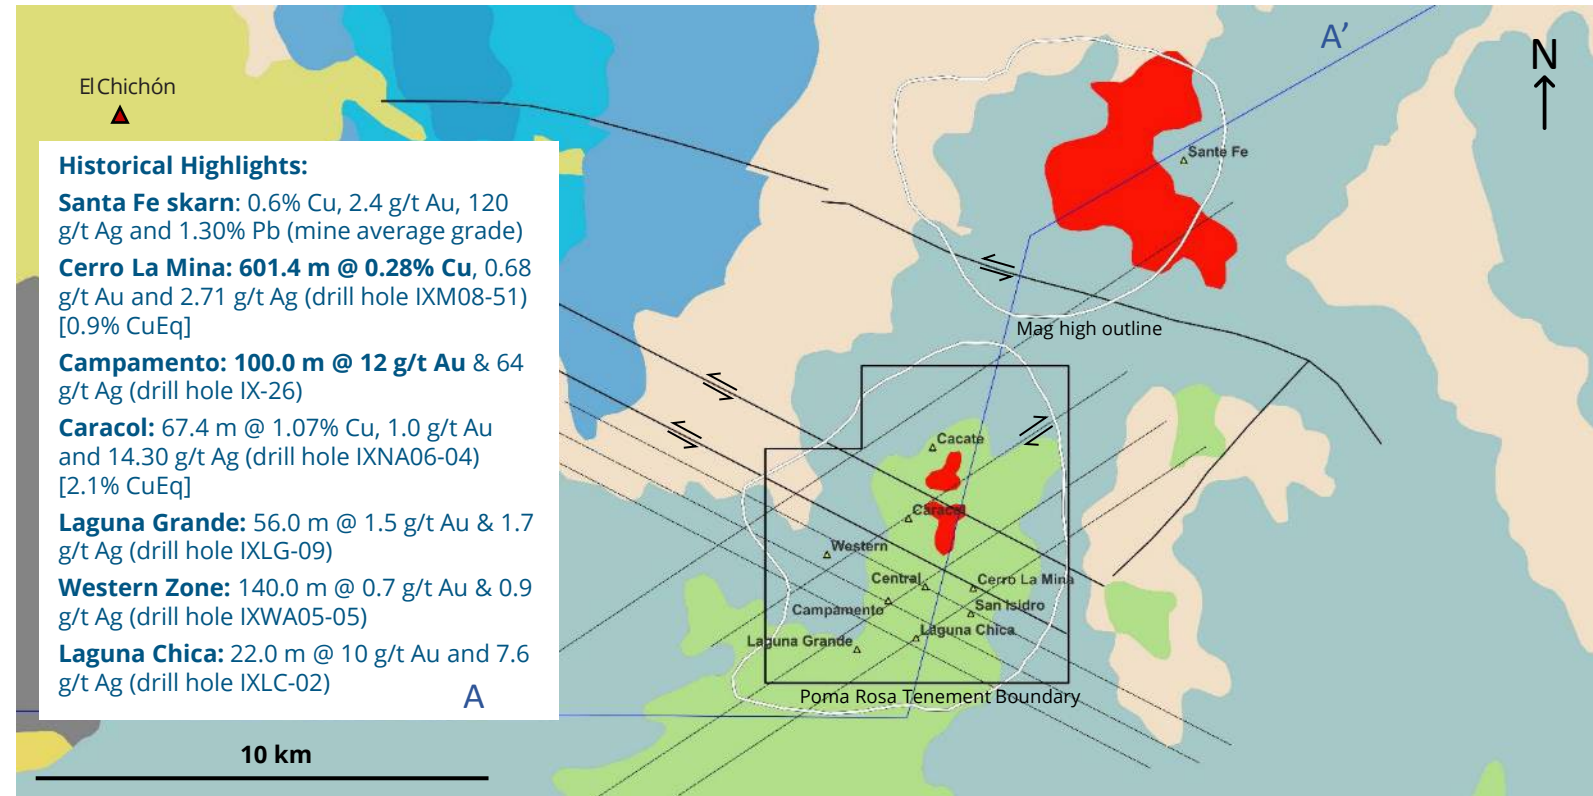 A'
N
El Chichón
Historical Highlights:
Santa Fe skarn: 0.6% Cu, 2.4 g/t Au, 120
g/t Ag and 1.30% Pb (mine average grade)
Cerro La Mina: 601.4 m @ 0.28% Cu, 0.68
g/t Au and 2.71 g/t Ag (drill hole IXM08-51)
[0.9% CuEq]
Campamento: 100.0 m @ 12 g/t Au & 64
g/t Ag (drill hole IX-26)
Caracol: 67.4 m @ 1.07% Cu, 1.0 g/t Au
and 14.30 g/t Ag (drill hole IXNA06-04)
[2.1% CuEq]
Laguna Grande: 56.0 m @ 1.5 g/t Au & 1.7
g/t Ag (drill hole IXLG-09)
Western Zone: 140.0 m @ 0.7 g/t Au & 0.9
g/t Ag (drill hole IXWA05-05)
Laguna Chica: 22.0 m @ 10 g/t Au and 7.6
g/t Ag (drill hole IXLC-02)
A
Sante Fe
Mag high outline
Cacate
Caracol
Western
Central
Cerro La Mina
Campamento
San Isidro
Laguna Chica
Laguna Grande
Poma Rosa Tenement Boundary
10 km